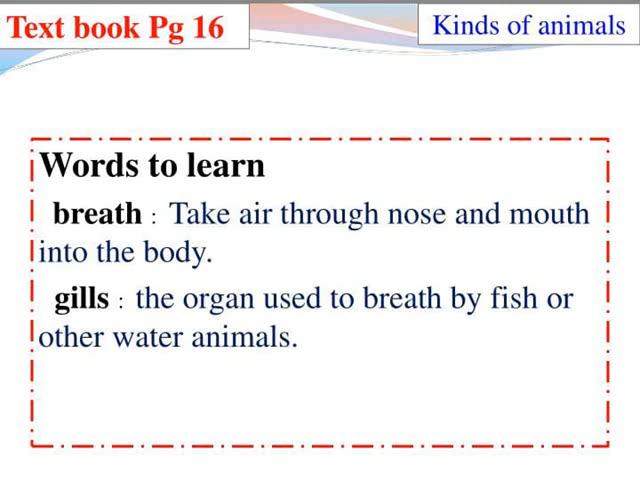 Text book Pg 16
Kinds of animals
Words to learn
breath : Take air through nose and mouth
into the body.
gills : the organ used to breath by fish or
other water animals.